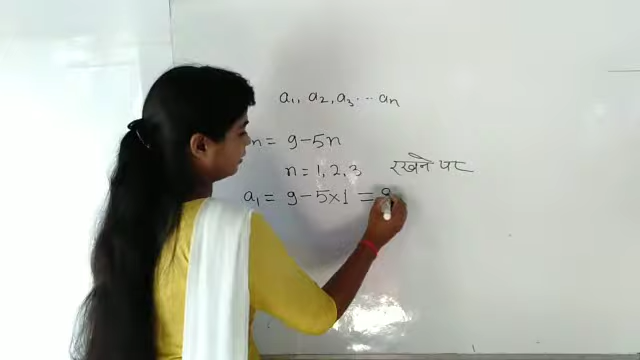 a₁, a₂, a₃ ... aₙ
n = 9-5n
n = 1, 2, 3 रखने पर
a₁ = 9-5×1 = 9